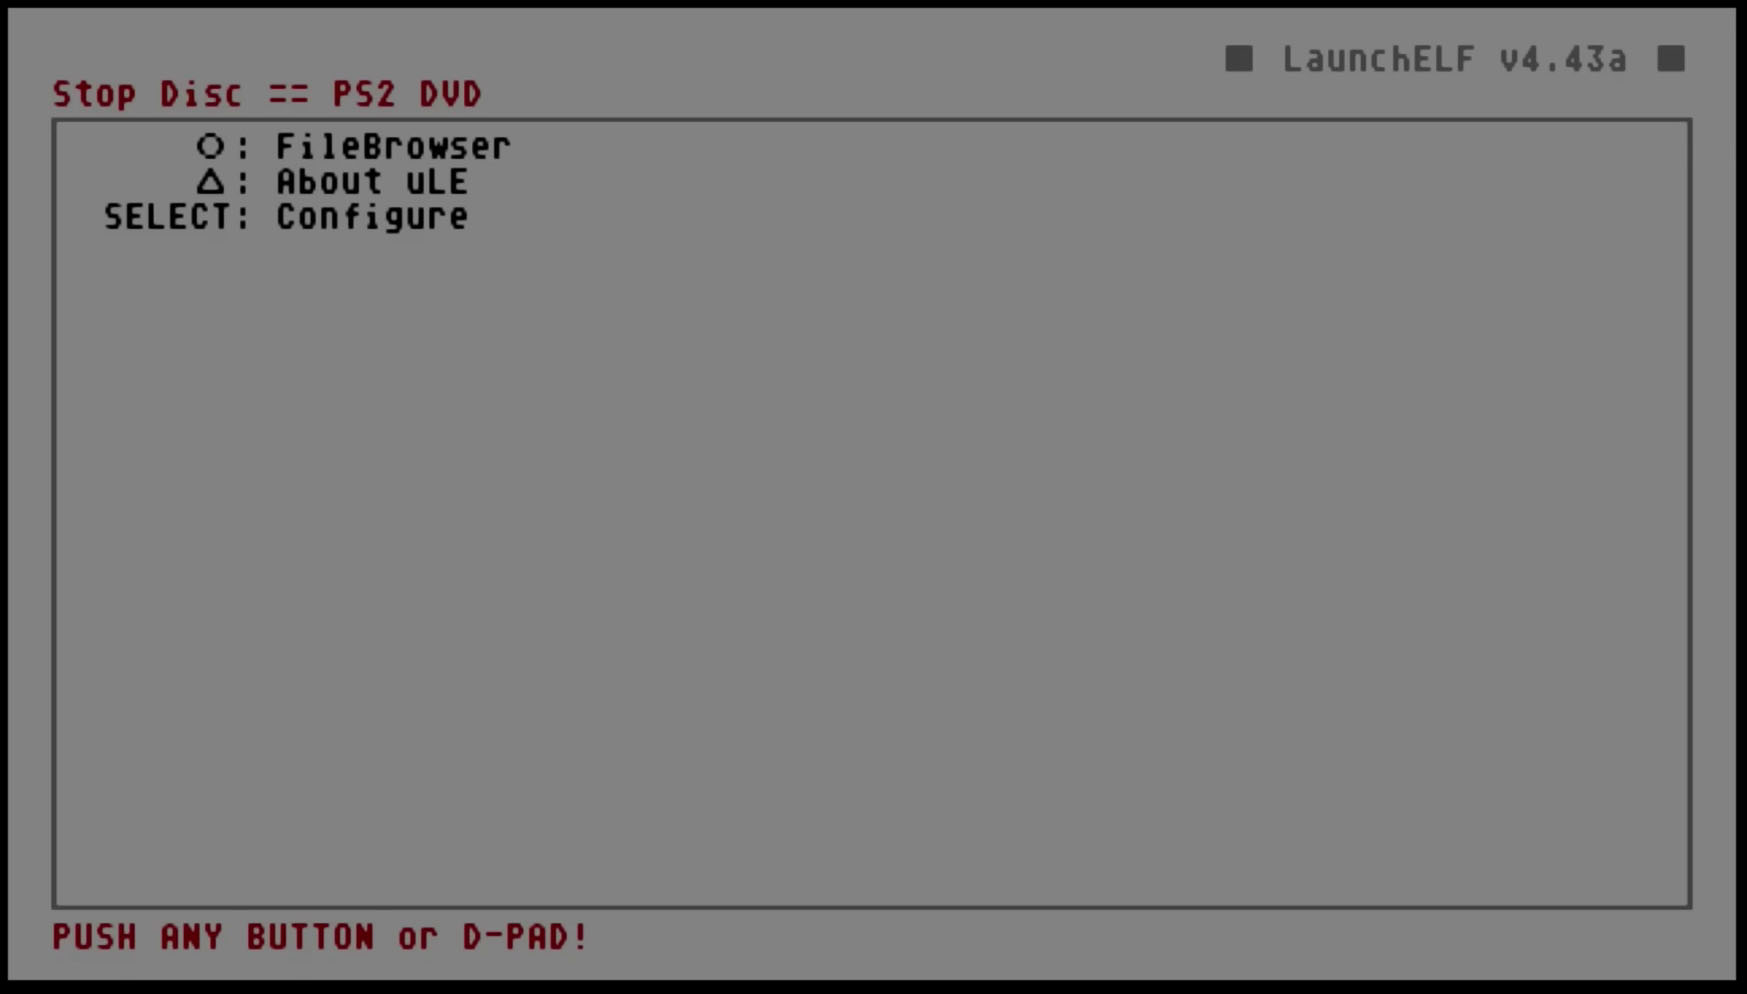 ■ LaunchELF v4.43a ■
Stop Disc == PS2 DVD
○: FileBrowser
△: About uLE
SELECT: Configure
PUSH ANY BUTTON or D-PAD!